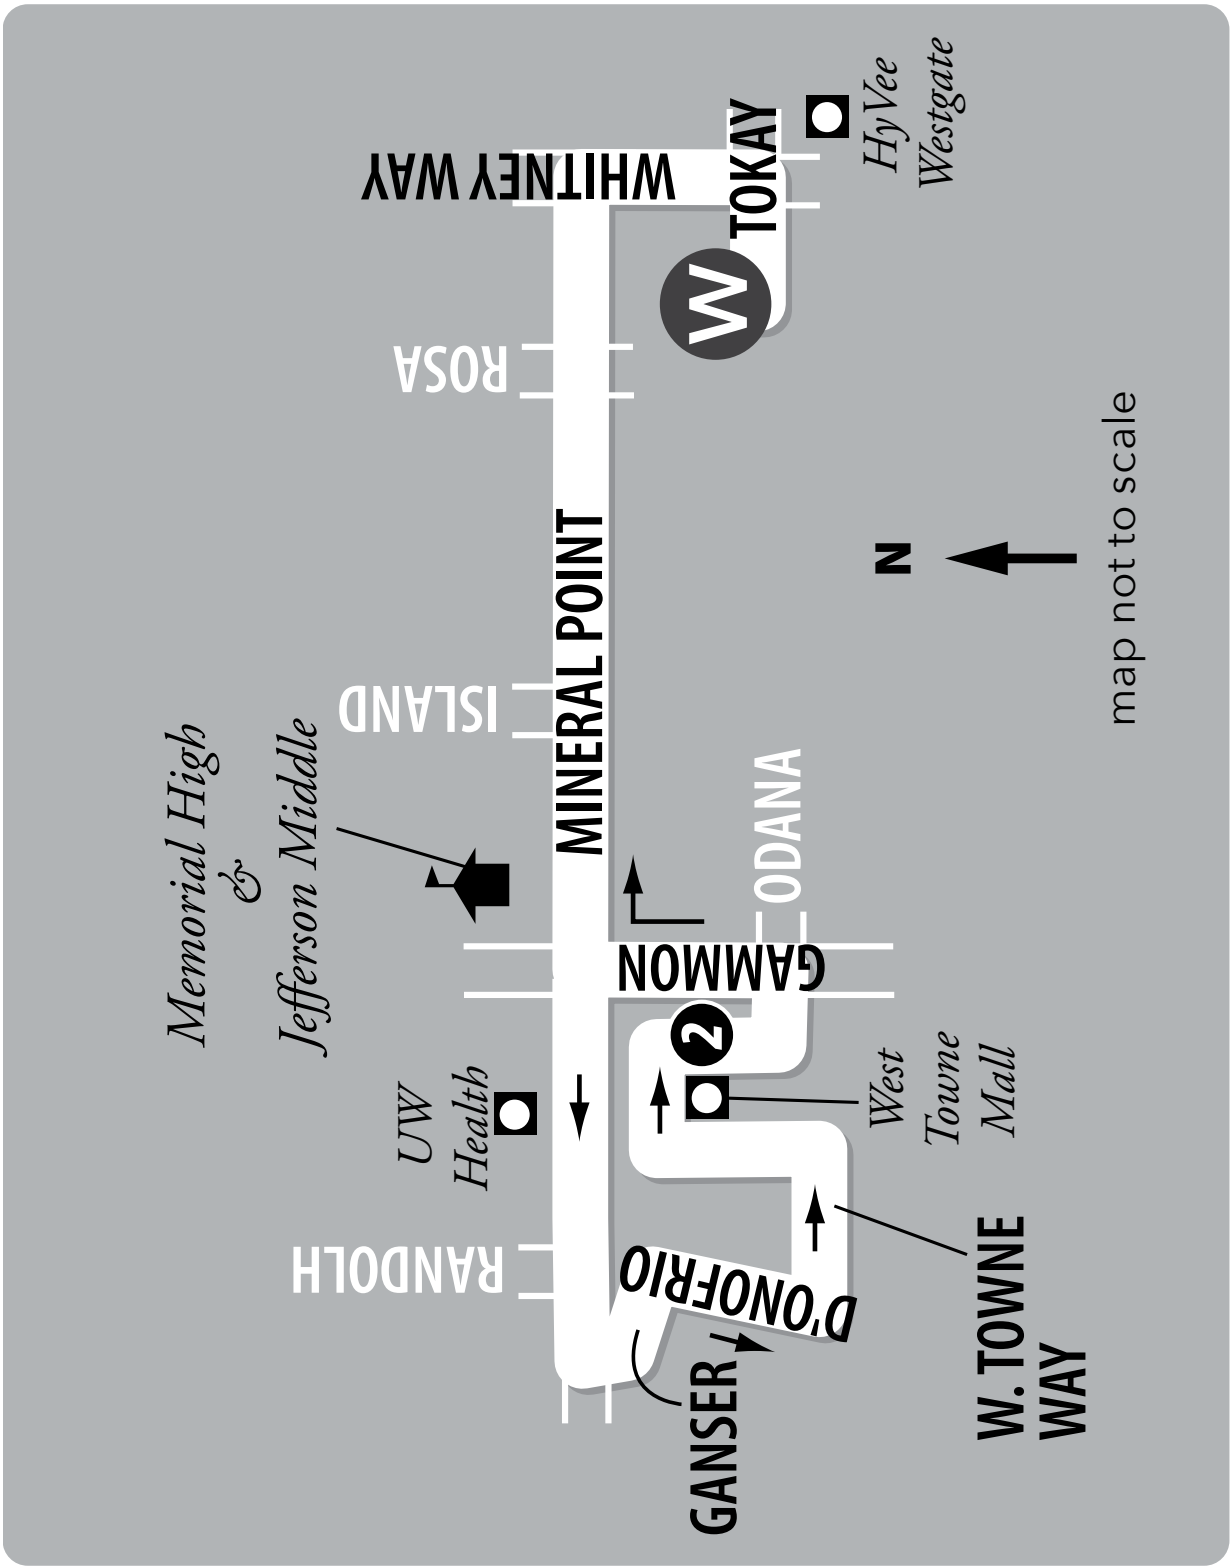 Memorial High
&
Jefferson Middle
UW
Health
RANDOLH
ISLAND
ROSA
WHITNEY WAY
MINERAL POINT
GANSER
D'ONOFRIO
2
GAMMON
ODANA
W
TOKAY
HyVee
Westgate
West
Towne
Mall
W. TOWNE
WAY
N
map not to scale